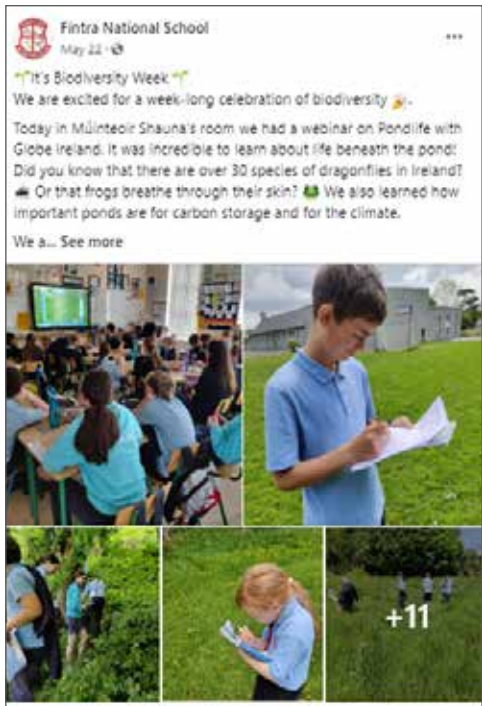 Fintra National School
May 22 ·
🌱It's Biodiversity Week 🌱
We are excited for a week-long celebration of biodiversity 🎉.
Today in Múinteoir Shauna's room we had a webinar on Pondlife with
Globe Ireland. It was incredible to learn about life beneath the pond!
Did you know that there are over 30 species of dragonflies in Ireland?
Or that frogs breathe through their skin? 🐸 We also learned how
important ponds are for carbon storage and for the climate.
We a... See more
+11